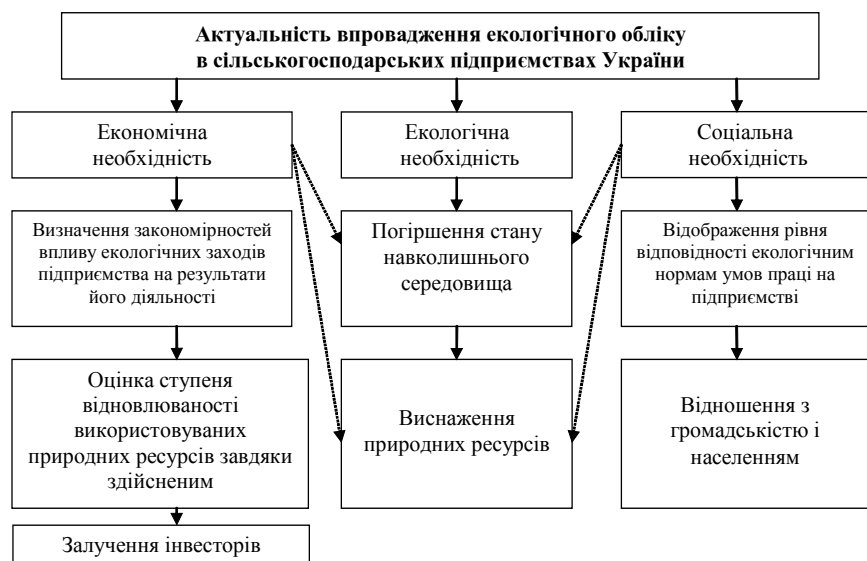 Актуальність впровадження екологічного обліку
в сільськогосподарських підприємствах України
Економічна
необхідність
Екологічна
необхідність
Соціальна
необхідність
Визначення закономірностей
впливу екологічних заходів
підприємства на результати
його діяльності
Погіршення стану
навколишнього
середовища
Відображення рівня
відповідності екологічним
нормам умов праці на
підприємстві
Оцінка ступеня
відновлюваності
використовуваних
природних ресурсів завдяки
здійсненим
Виснаження
природних ресурсів
Відношення з
громадськістю і
населенням
Залучення інвесторів